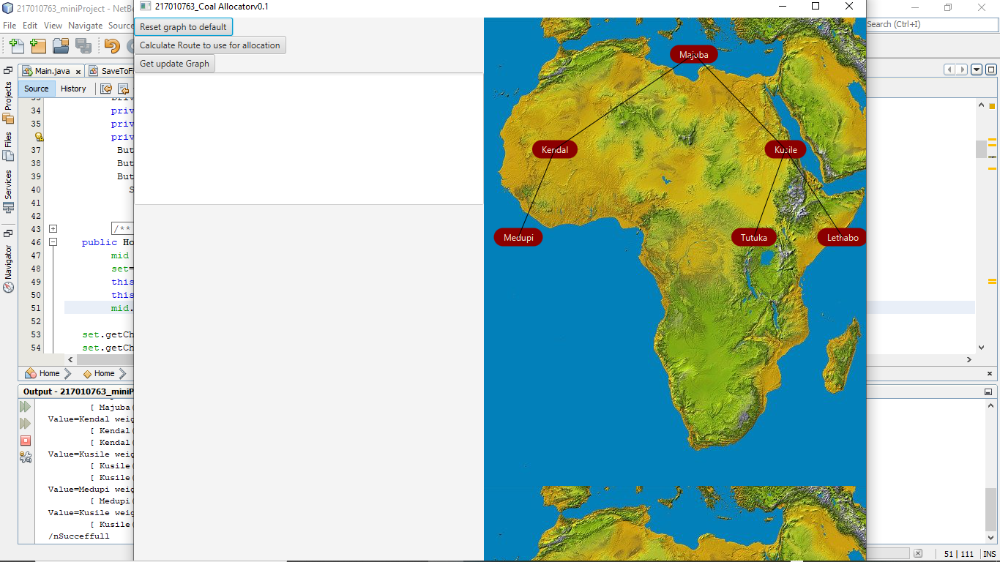 217010763_miniProject - NetBe
217010763_Coal Allocatorv0.1
File Edit View Navigate Source
Search (Ctrl+I)
Reset graph to default
Calculate Route to use for allocation
Get update Graph
Main.java
SaveToF
Source History
Projects
Files
Services
Navigator
34 priv
35 priv
priv
37 But
38 But
39 But
40 S
41
42
43 /**
46 public Ho
47 mid
48 set=
49 this
50 this
51 mid.
52
53 set.getCh
54 set.getCh
Home Home
Output - 217010763_miniP
[ Majuba(
Value=Kendal weig
[ Kendal(
[ Kendal(
Value=Kusile weig
[ Kusile(
[ Kusile(
Value=Medupi weig
[ Medupi(
Value=Kusile weig
[ Kusile(
/nSucceffull
Majuba
Kendal
Kusile
Medupi
Tutuka
Lethabo
51 | 111 INS